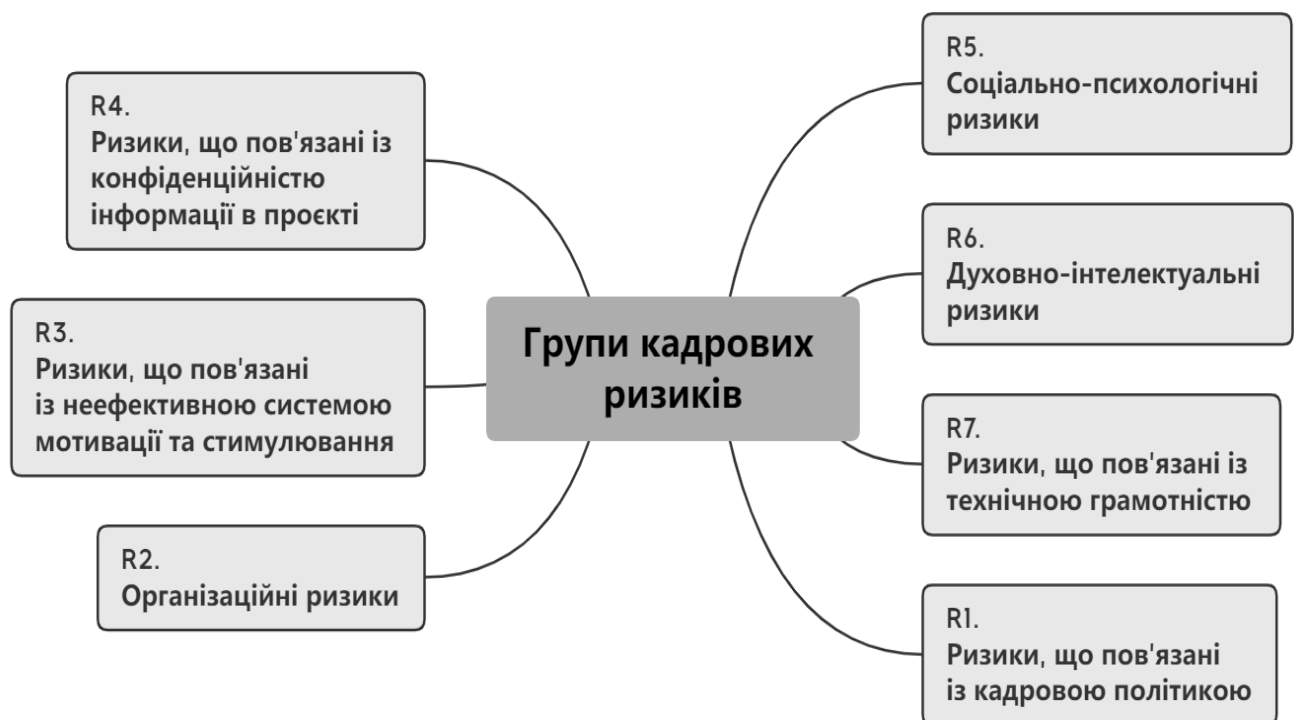 R4.
Ризики, що пов'язані із
конфіденційністю
інформації в проєкті
R3.
Ризики, що пов'язані
із неефективною системою
мотивації та стимулювання
R2.
Організаційні ризики
Групи кадрових
ризиків
R5.
Соціально-психологічні
ризики
R6.
Духовно-інтелектуальні
ризики
R7.
Ризики, що пов'язані із
технічною грамотністю
R1.
Ризики, що пов'язані
із кадровою політикою